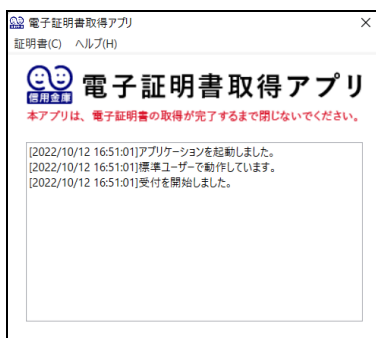 電子証明書取得アプリ
証明書(C) ヘルプ(H)
信用金庫
電子証明書取得アプリ
本アプリは、電子証明書の取得が完了するまで閉じないでください。
[2022/10/12 16:51:01]アプリケーションを起動しました。
[2022/10/12 16:51:01]標準ユーザーで動作しています。
[2022/10/12 16:51:01]受付を開始しました。